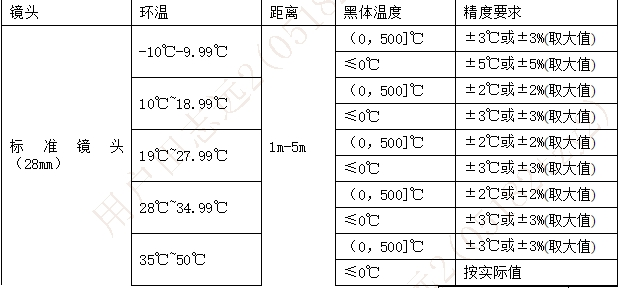 镜头 环温 距离 黑体温度 精度要求
标准镜头（28mm） -10℃-9.99℃ 1m-5m （0，500]℃ ±3℃或±3%(取大值)
≤0℃ ±5℃或±5%(取大值)
10℃~18.99℃ （0，500]℃ ±2℃或±2%(取大值)
≤0℃ ±3℃或±3%(取大值)
19℃~27.99℃ （0，500]℃ ±2℃或±2%(取大值)
≤0℃ ±3℃或±3%(取大值)
28℃~34.99℃ （0，500]℃ ±2℃或±2%(取大值)
≤0℃ ±3℃或±3%(取大值)
35℃~50℃ （0，500]℃ ±3℃或±3%(取大值)
≤0℃ 按实际值